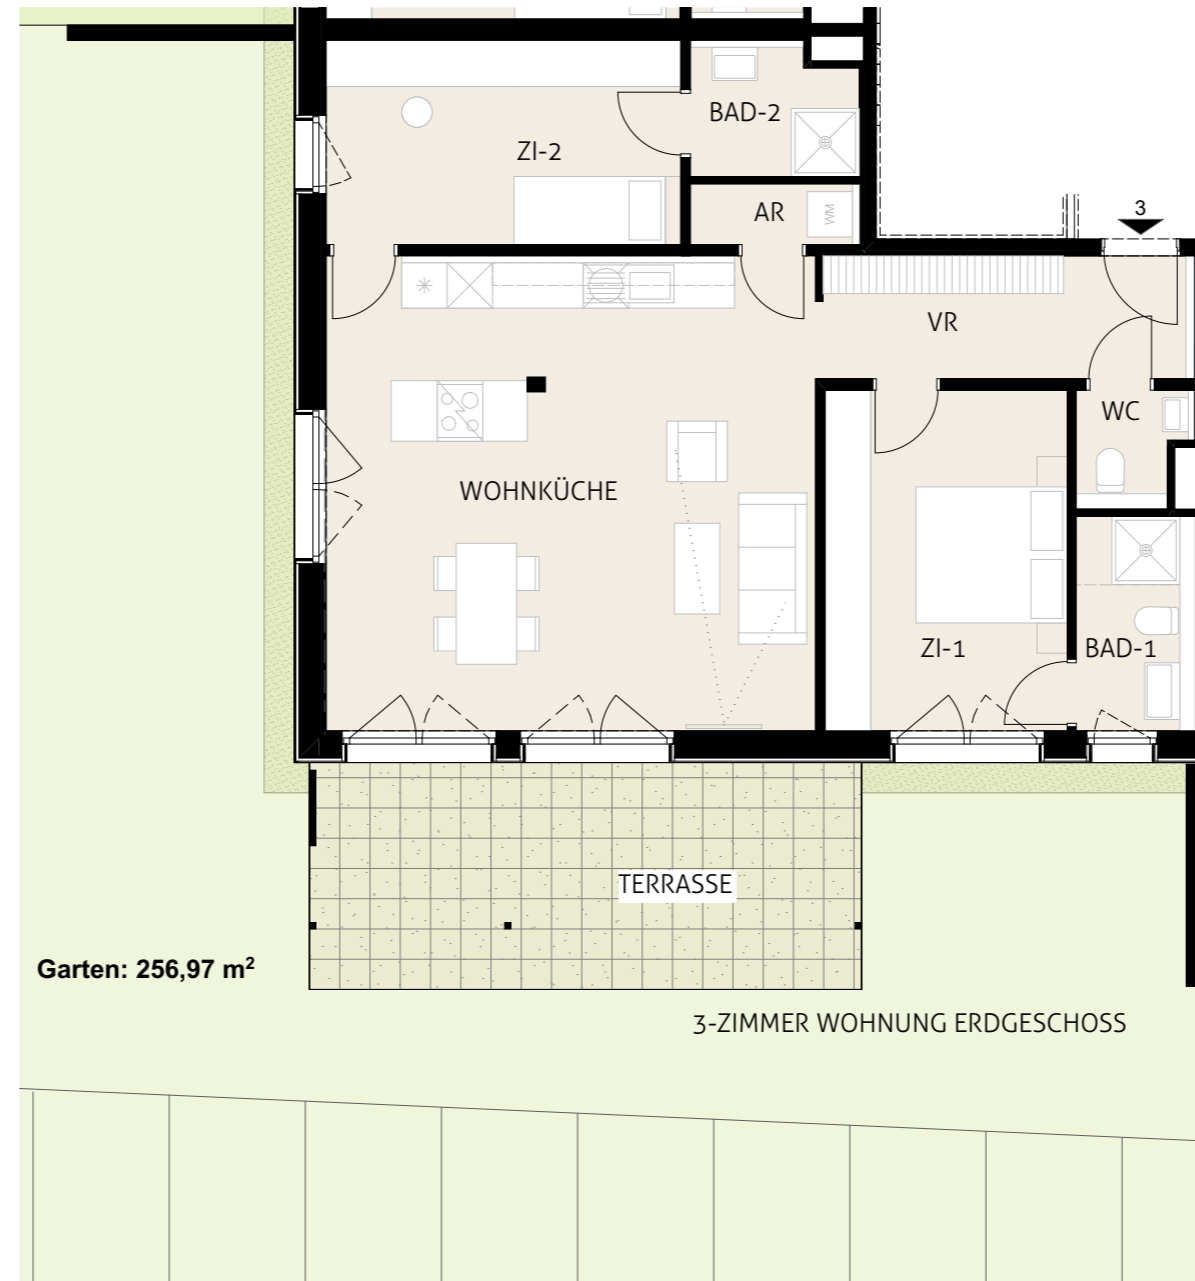 BAD-2
ZI-2
AR
WM
3
VR
WC
WOHNKÜCHE
ZI-1
BAD-1
TERRASSE
Garten: 256,97 m²
3-ZIMMER WOHNUNG ERDGESCHOSS